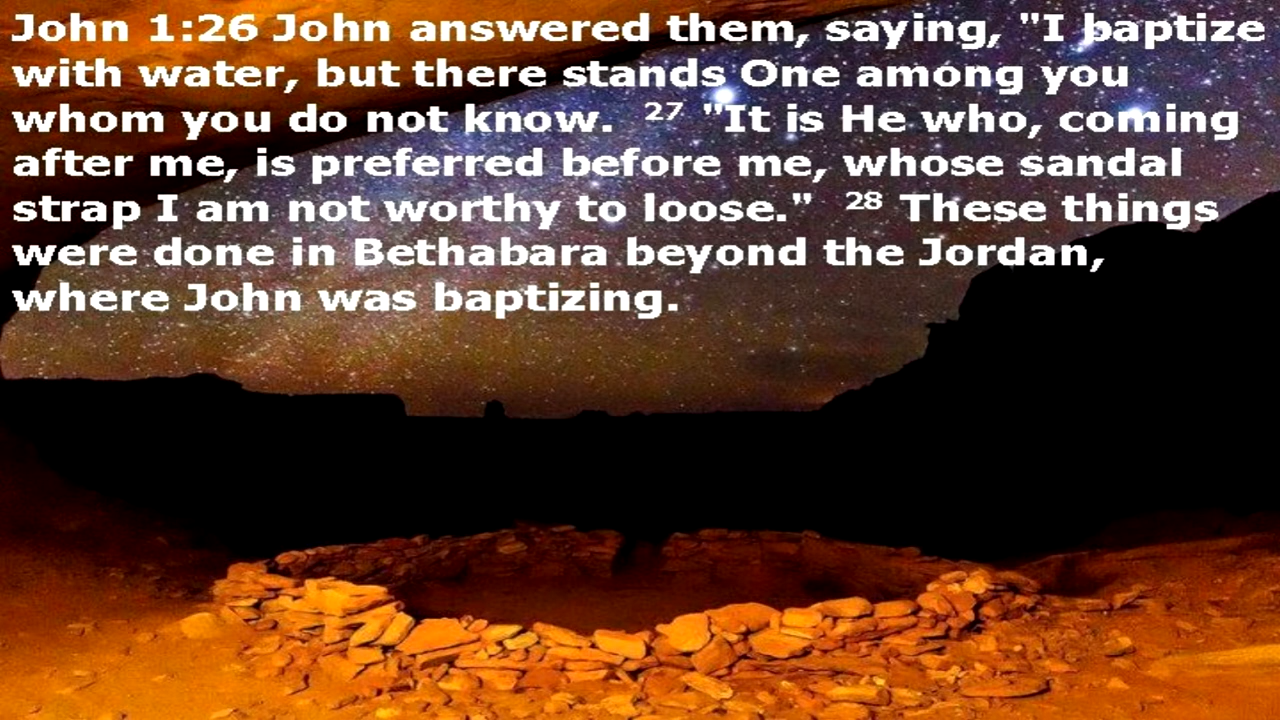 John 1:26 John answered them, saying, "I baptize
with water, but there stands One among you
whom you do not know. 27 "It is He who, coming
after me, is preferred before me, whose sandal
strap I am not worthy to loose." 28 These things
were done in Bethabara beyond the Jordan,
where John was baptizing.